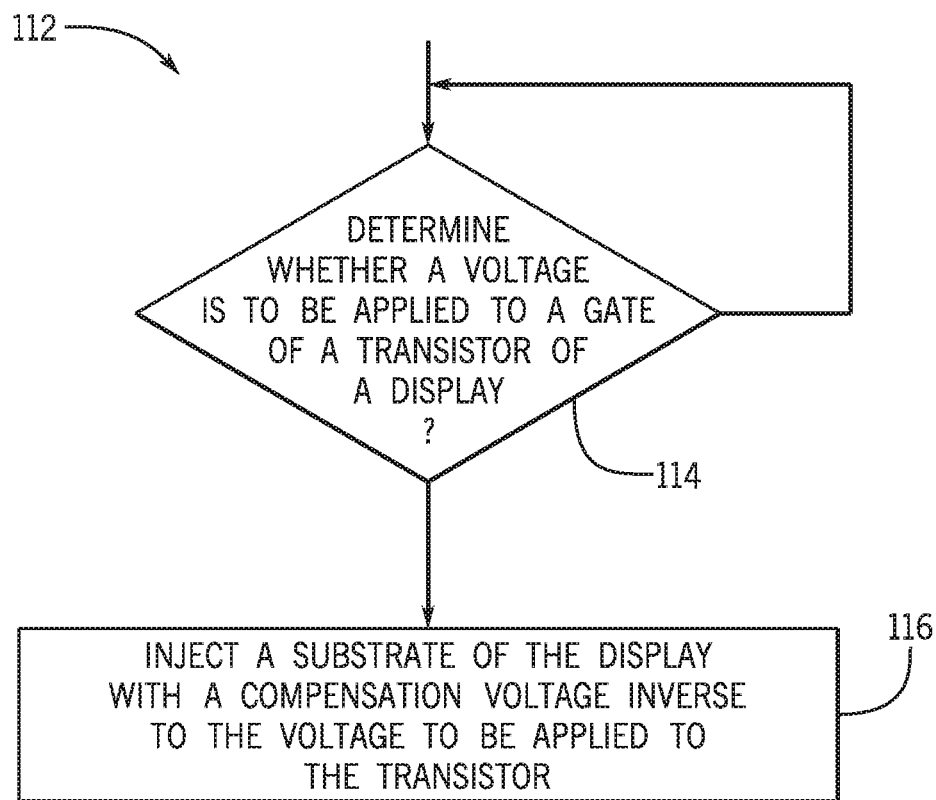 112
DETERMINE
WHETHER A VOLTAGE
IS TO BE APPLIED TO A GATE
OF A TRANSISTOR OF
A DISPLAY
?
114
116
INJECT A SUBSTRATE OF THE DISPLAY
WITH A COMPENSATION VOLTAGE INVERSE
TO THE VOLTAGE TO BE APPLIED TO
THE TRANSISTOR